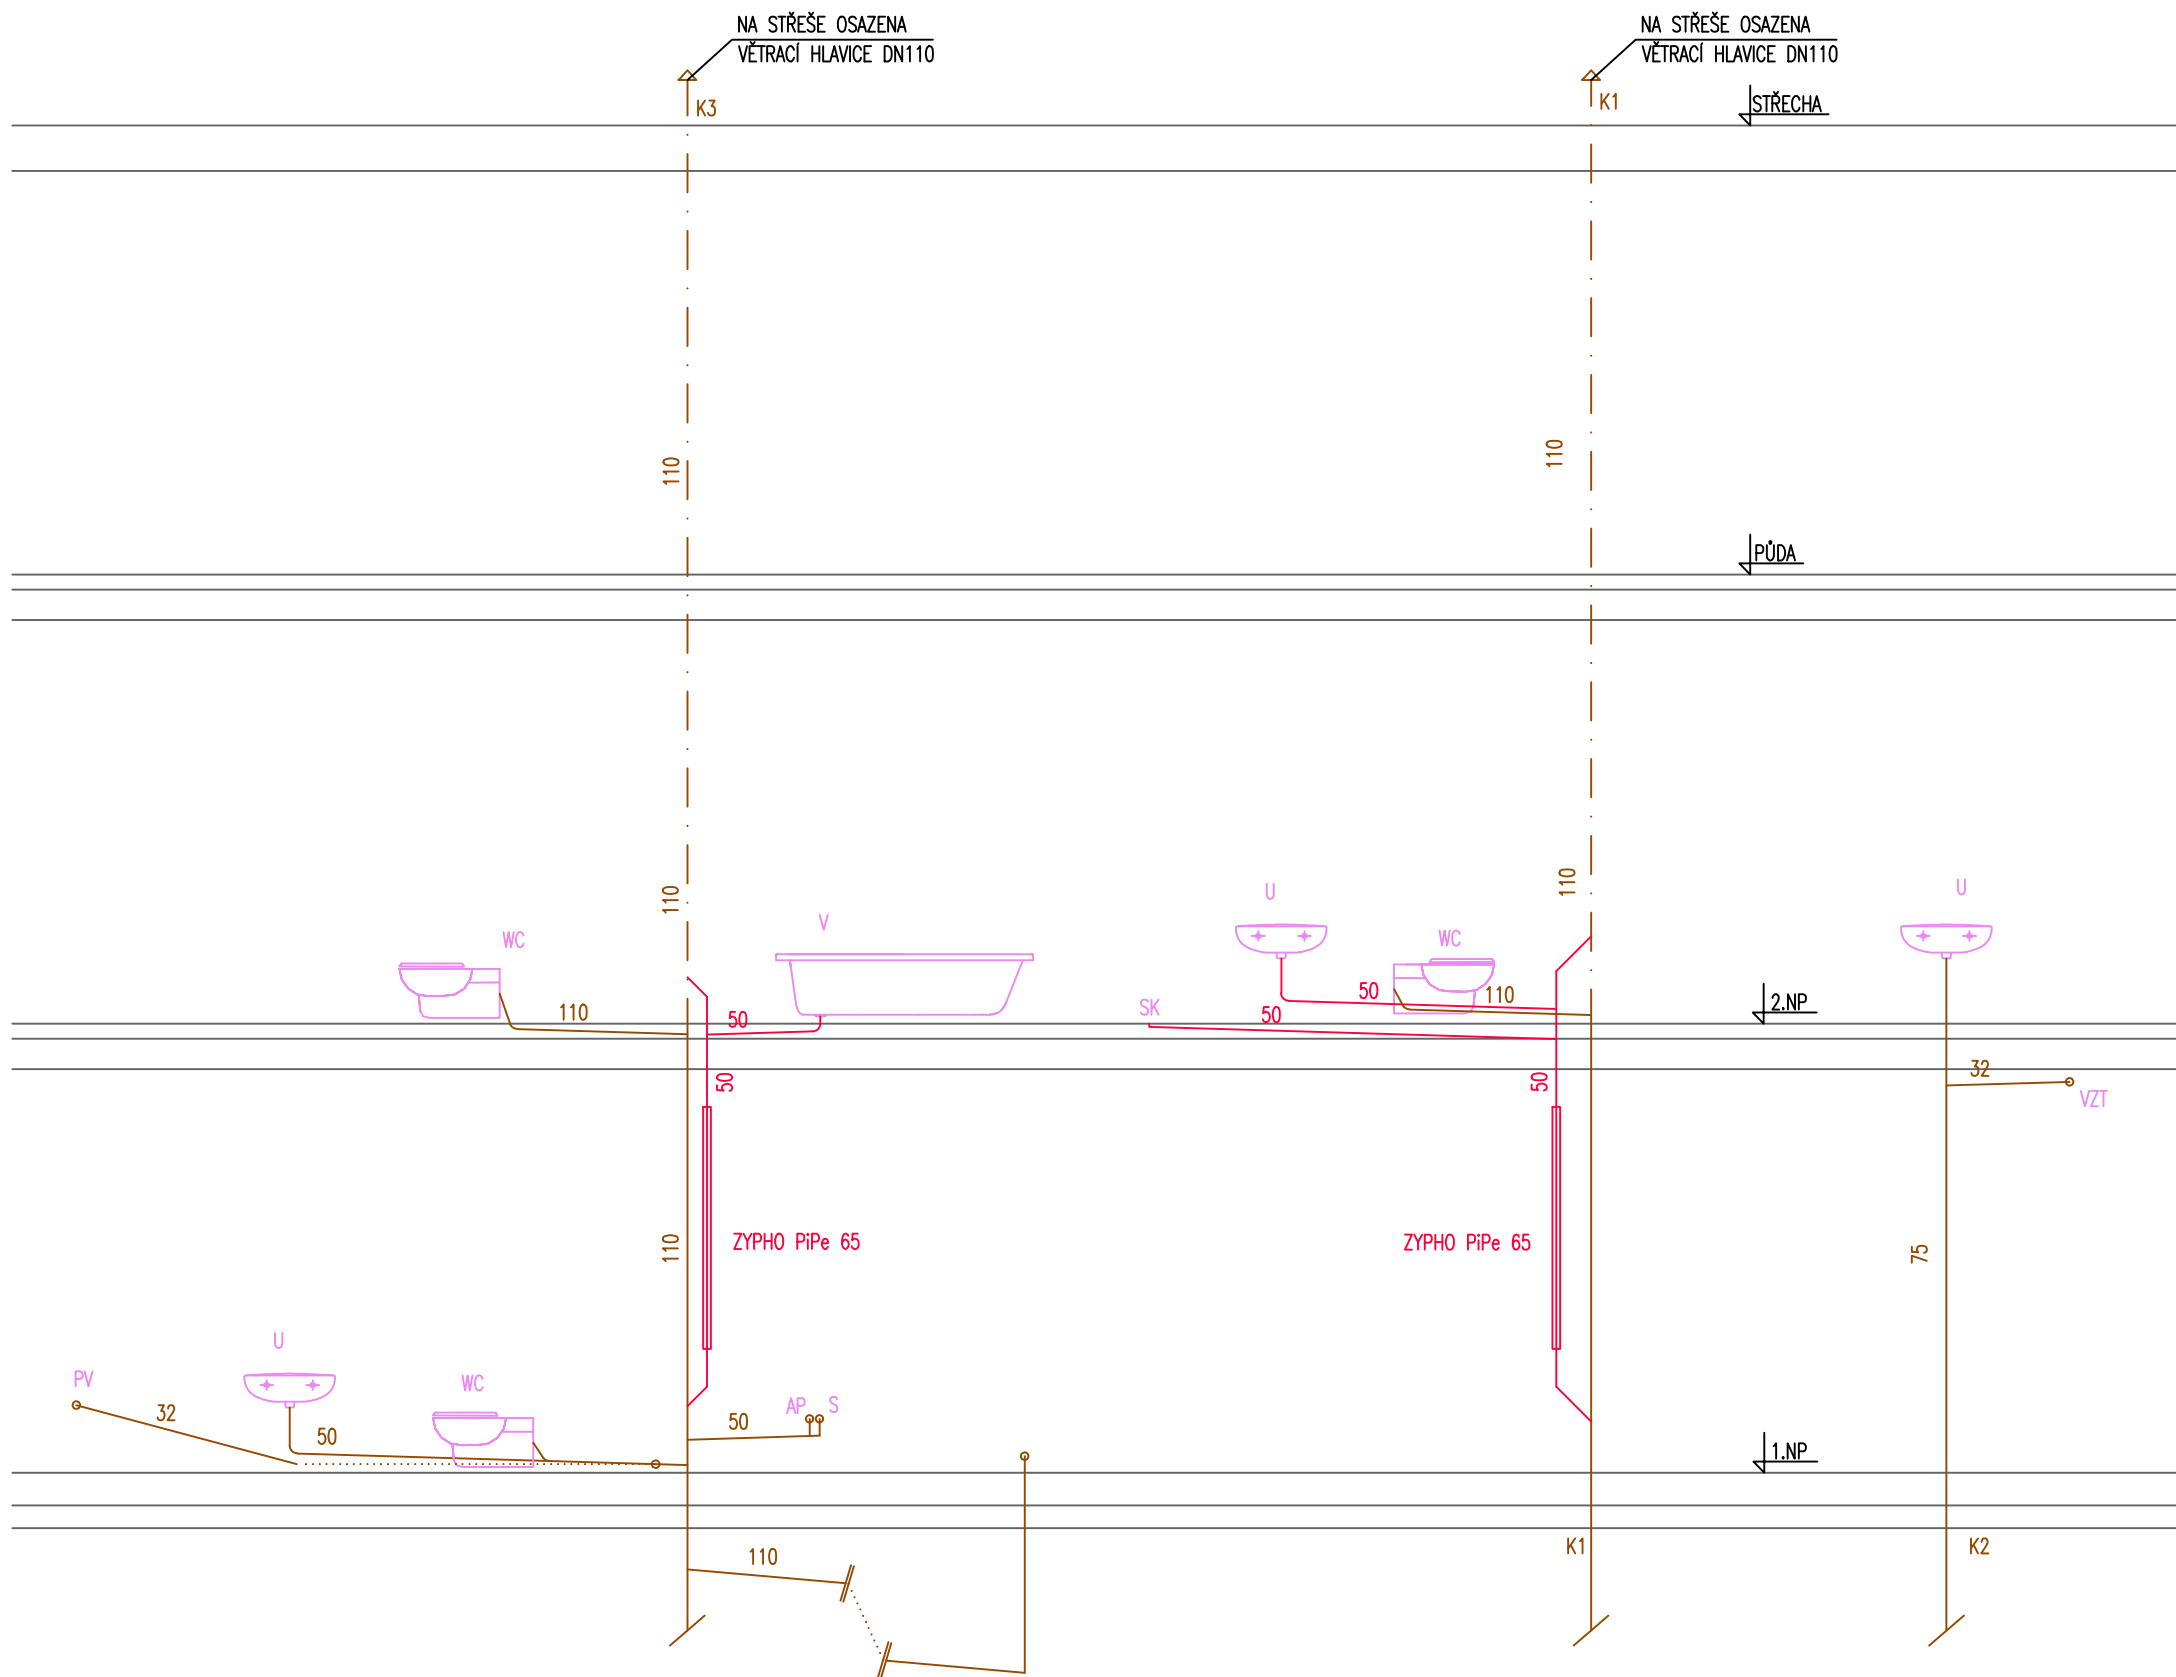 NA STŘEŠE OSAZENA
VĚTRACÍ HLAVICE DN110
NA STŘEŠE OSAZENA
VĚTRACÍ HLAVICE DN110
K3
K1
STŘECHA
110
110
PŮDA
110
110
U
U
V
WC
WC
50
110
SK
50
110
50
2.NP
50
50
32
VZT
110
ZYPHO PiPe 65
ZYPHO PiPe 65
75
U
PV
WC
AP
S
32
50
50
1.NP
K1
K2
110